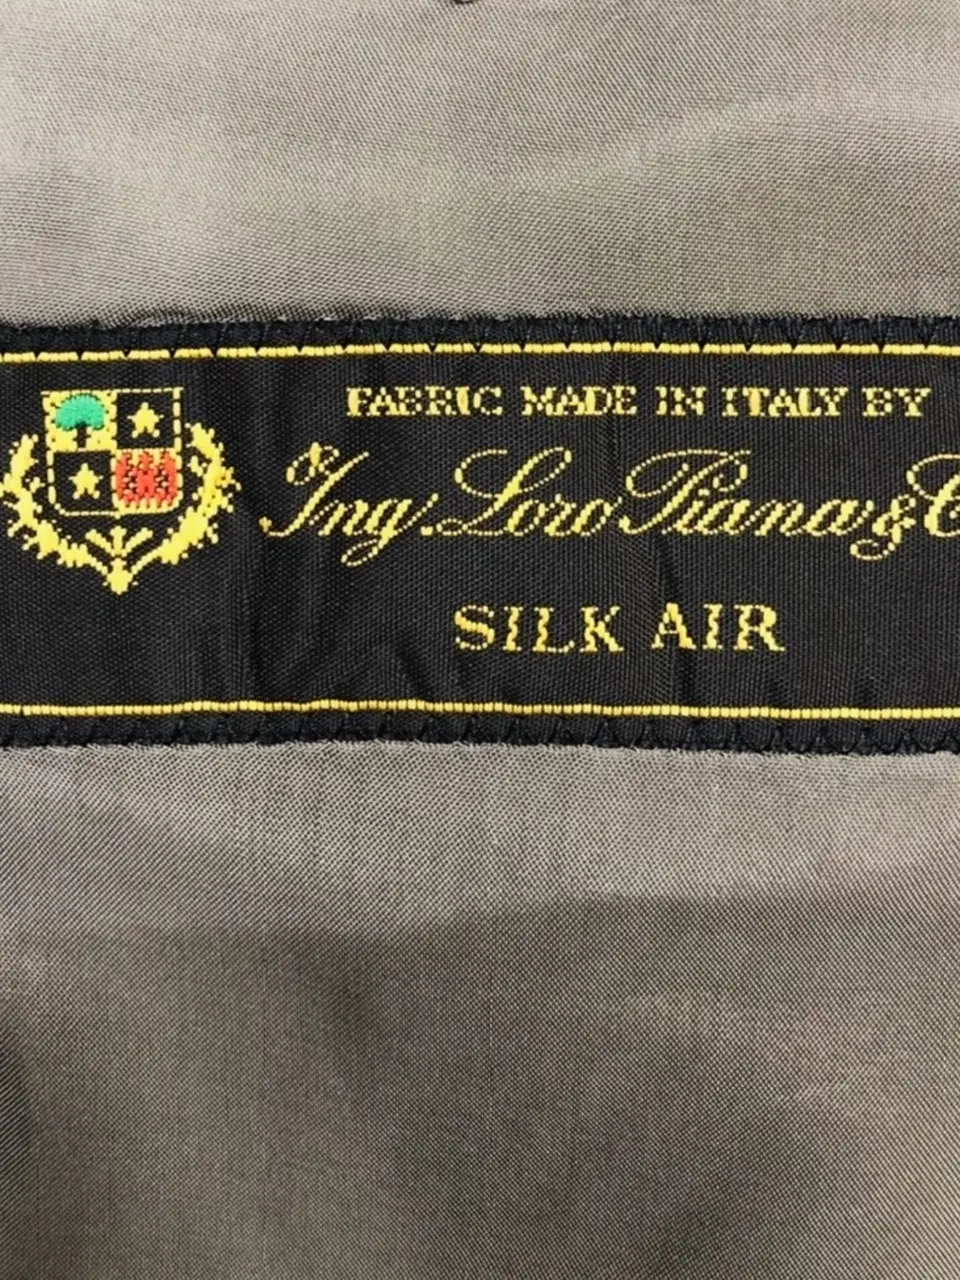 FABRIC MADE IN ITALY BY
Ing. Loro Piana & C
SILK AIR